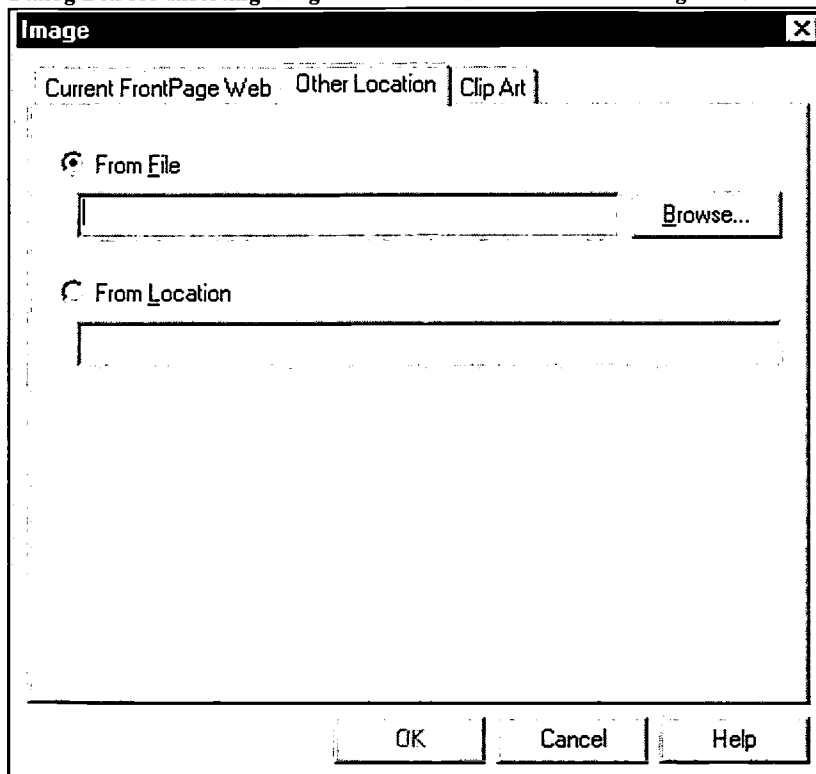 Image
Current FrontPage Web Other Location Clip Art
From File
Browse...
From Location
OK Cancel Help